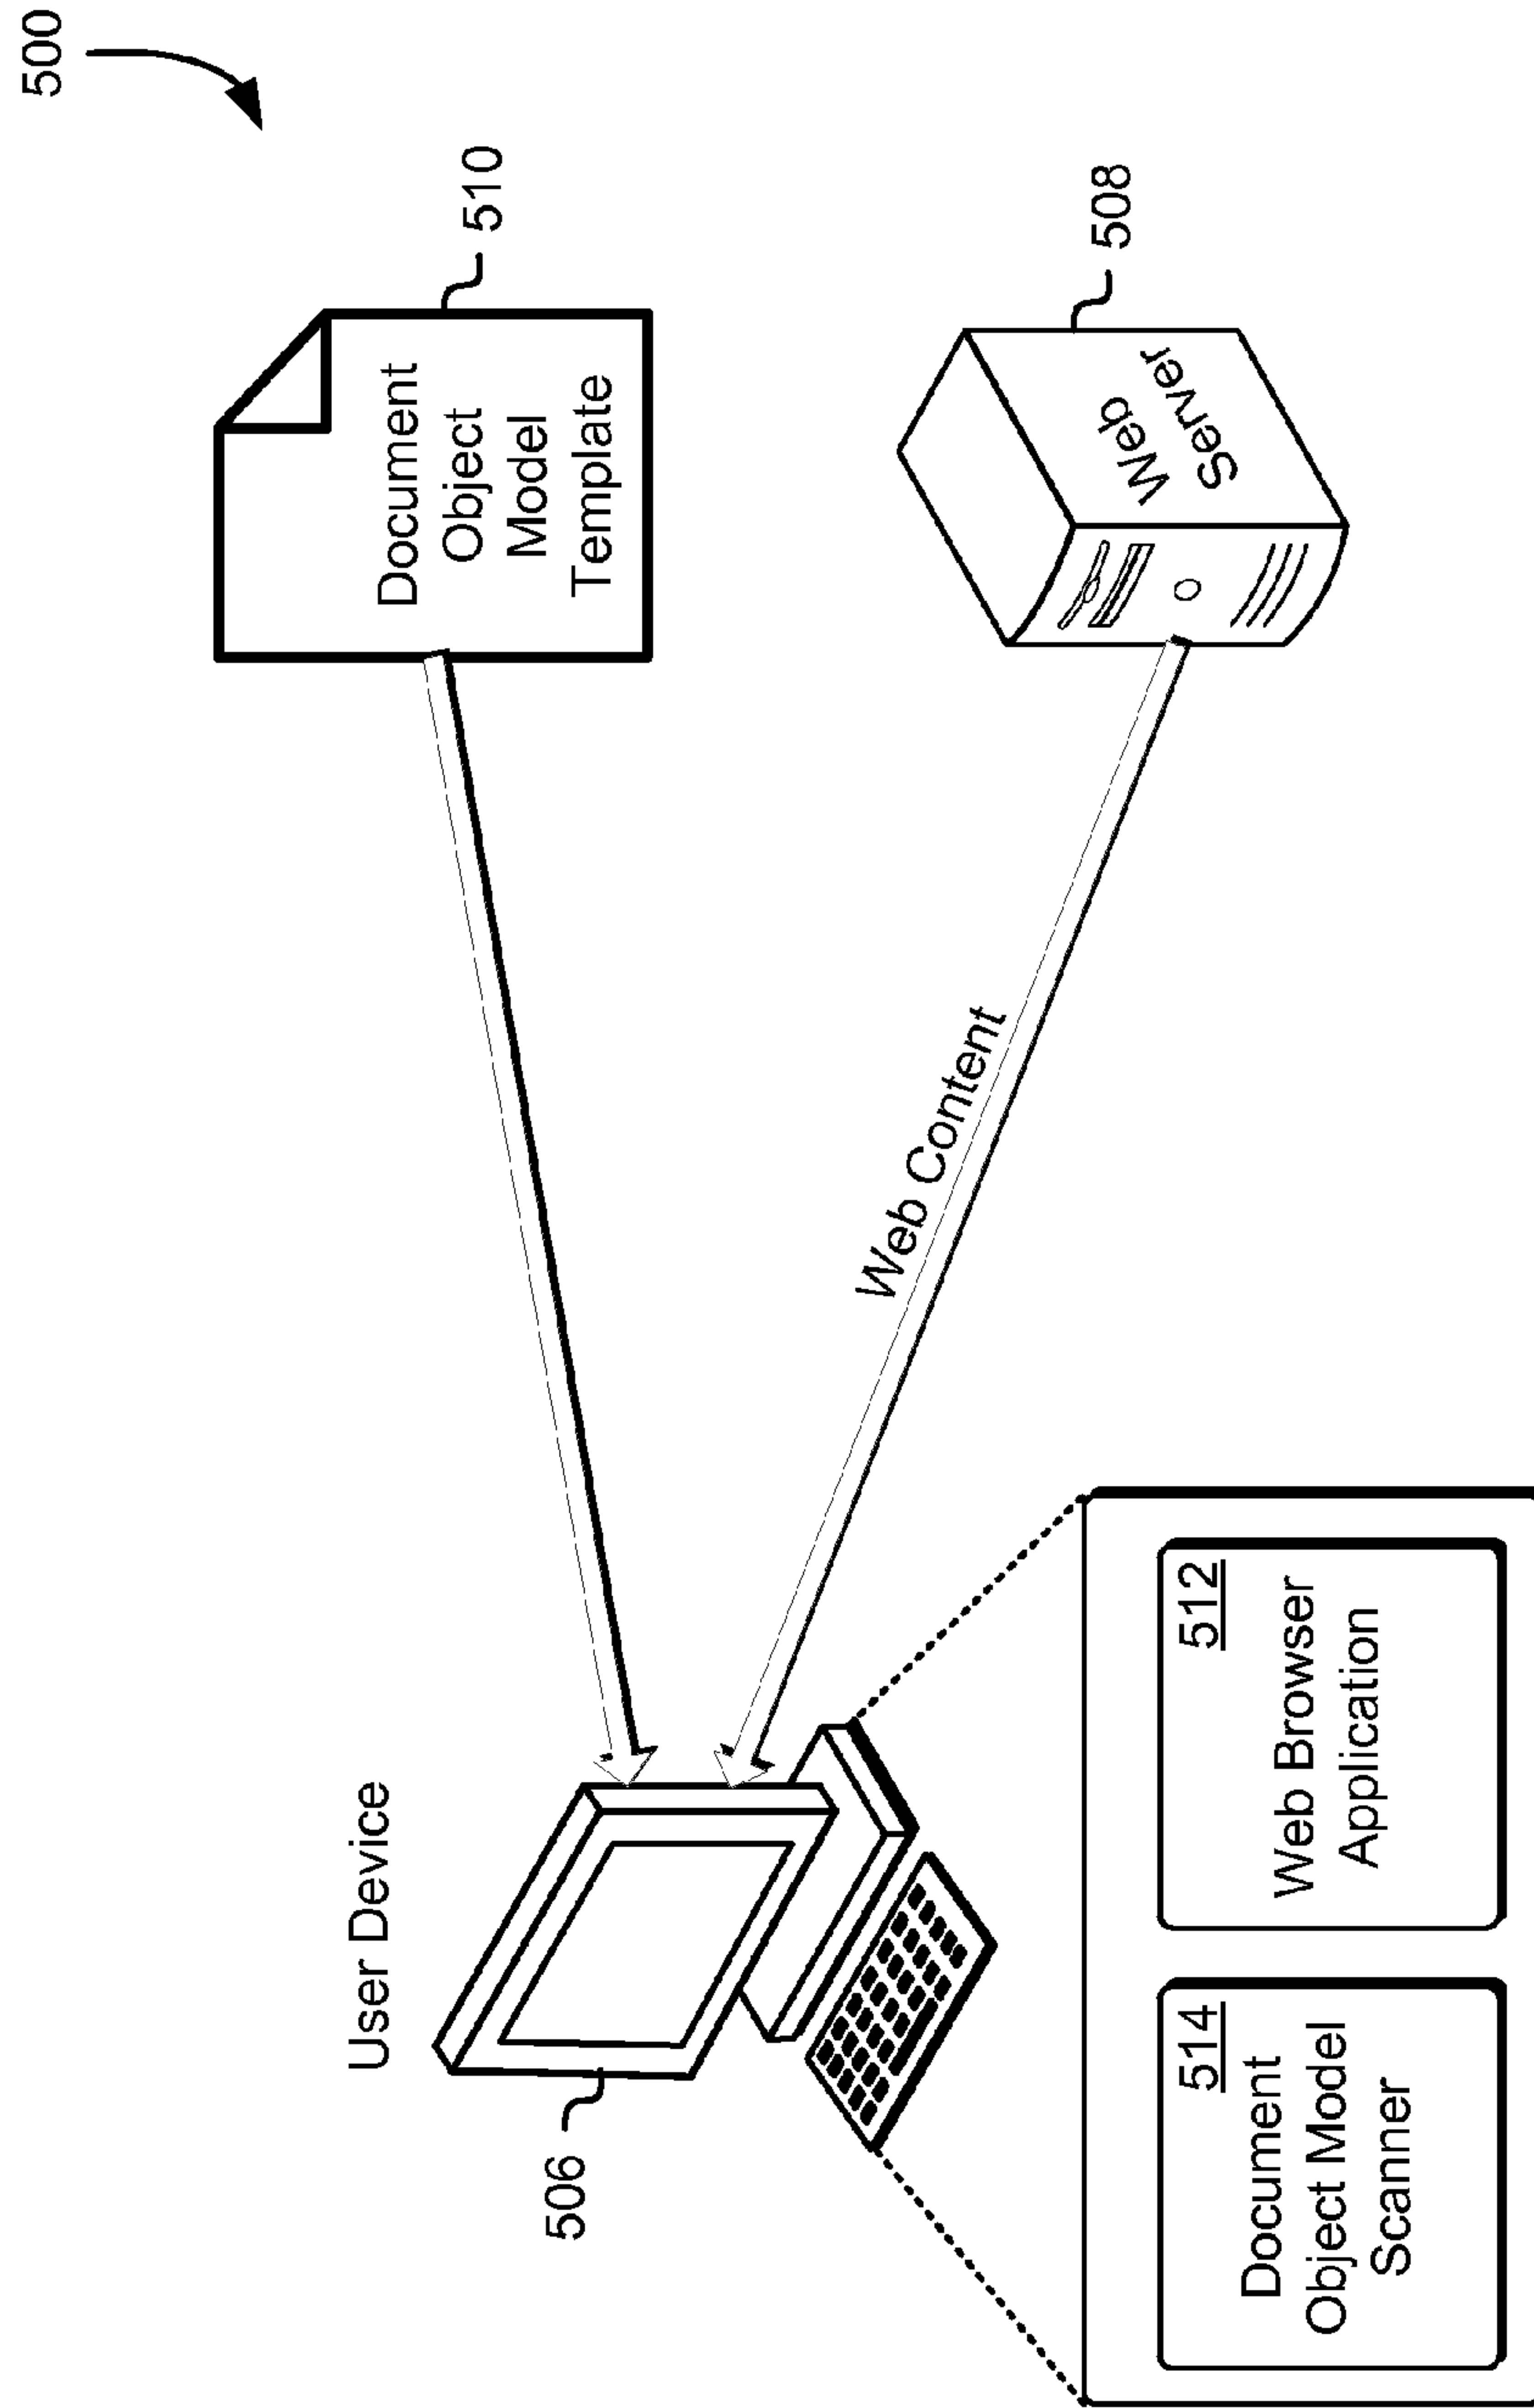 500
Document
Object
Model
Template
510
User Device
506
Web Content
Web
Server
508
514
Document
Object Model
Scanner
512
Web Browser
Application